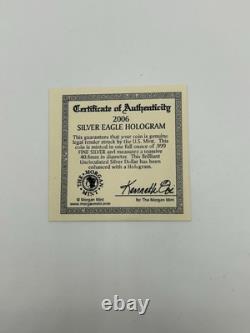 Certificate of Authenticity
2006
SILVER EAGLE HOLOGRAM
This guarantees that your coin is genuine
legal tender struck by the U.S. Mint. This
coin is minted in one full ounce of .999
FINE SILVER and measures a massive
40.6mm in diameter. This Brilliant
Uncirculated Silver Dollar has been
enhanced with a Hologram.
THE MORGAN MINT
© Morgan Mint
www.morganmint.com
for The Morgan Mint